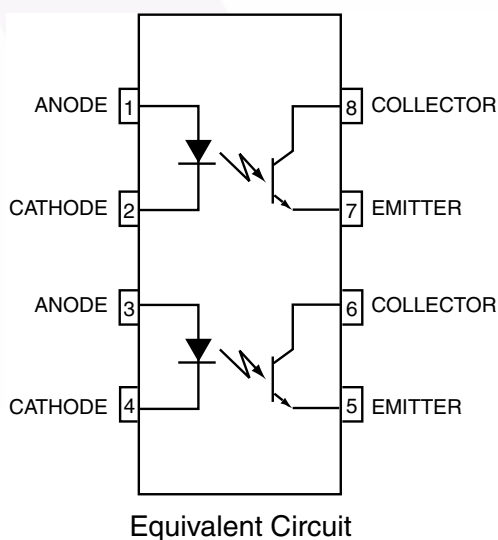 ANODE 1 8 COLLECTOR
CATHODE 2 7 EMITTER
ANODE 3 6 COLLECTOR
CATHODE 4 5 EMITTER
Equivalent Circuit